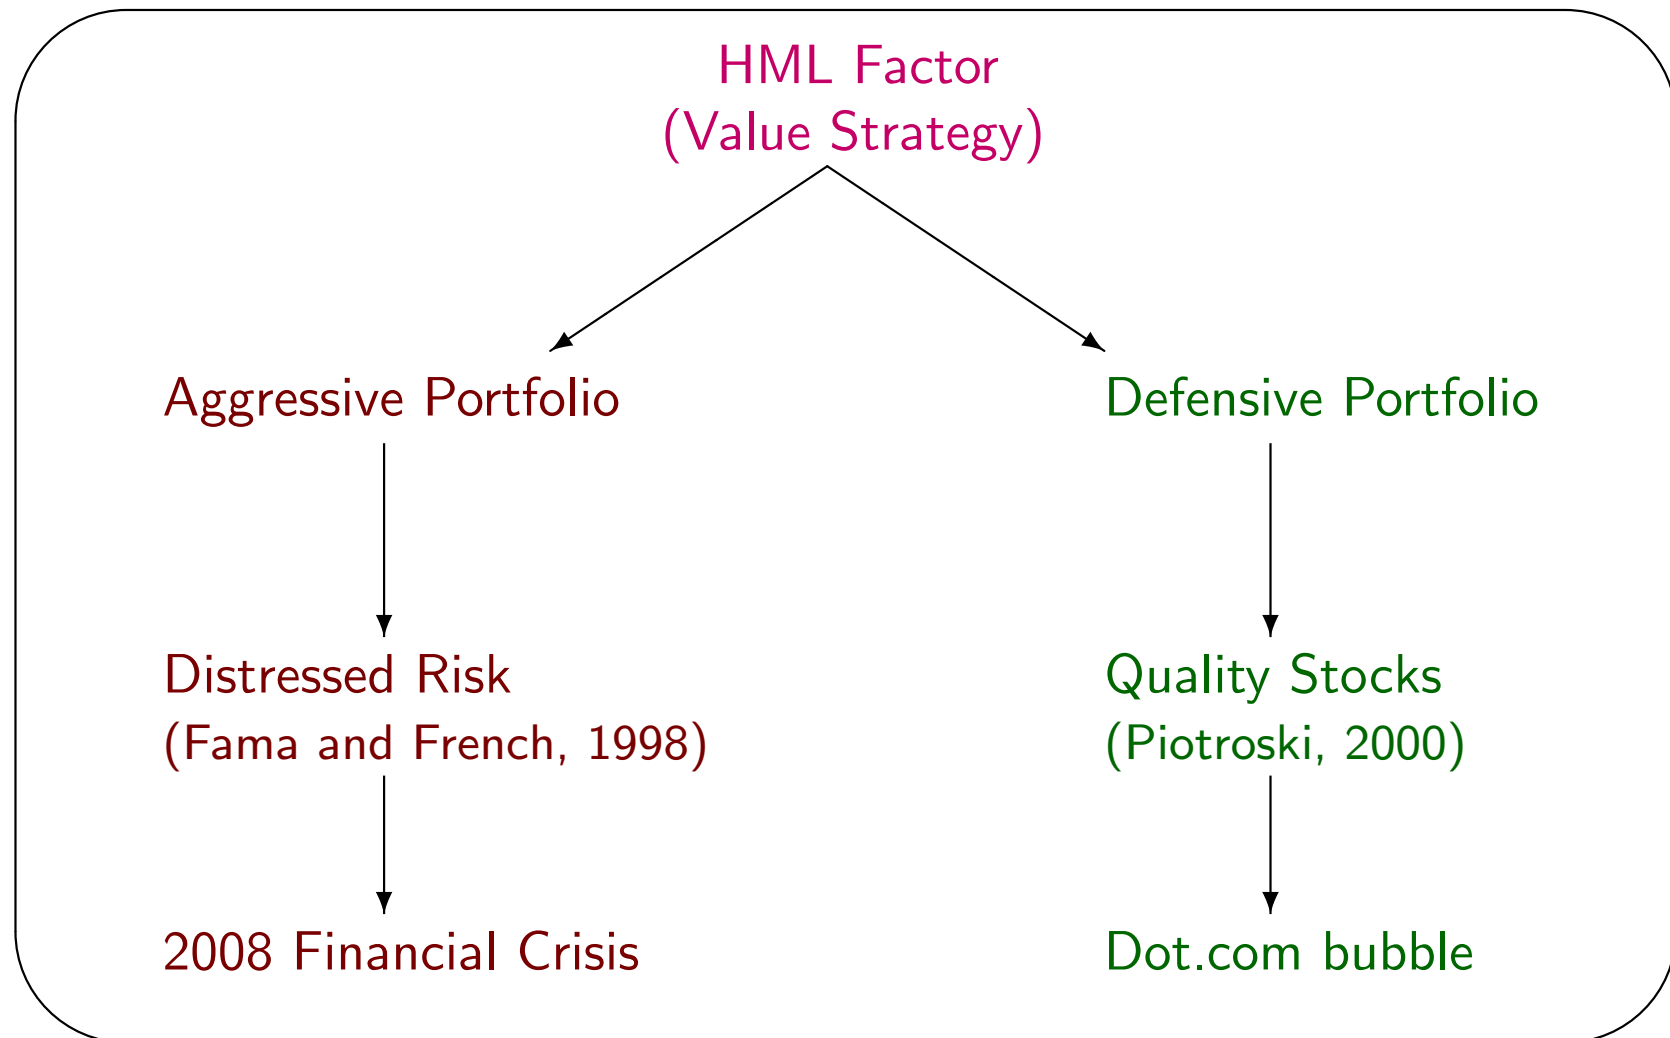 HML Factor
(Value Strategy)
Aggressive Portfolio
Defensive Portfolio
Distressed Risk
(Fama and French, 1998)
Quality Stocks
(Piotroski, 2000)
2008 Financial Crisis
Dot.com bubble